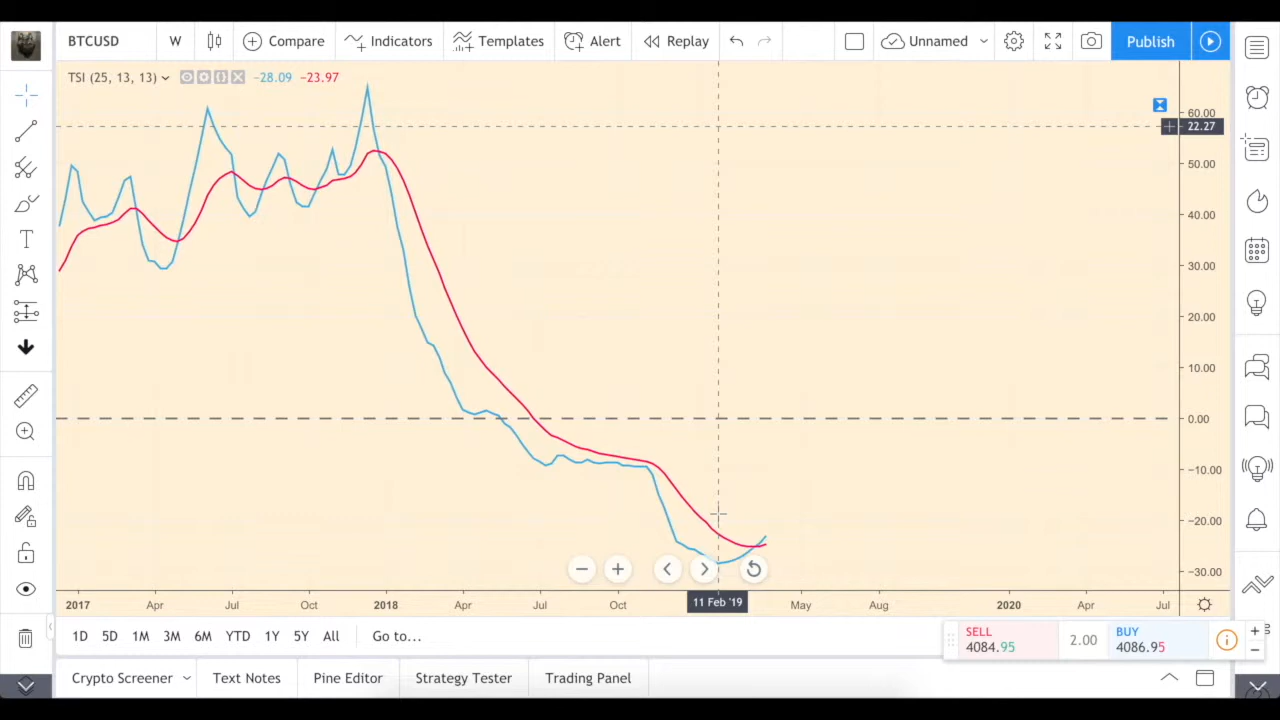 BTCUSD W Compare Indicators Templates Alert Replay Unnamed Publish
TSI (25, 13, 13) −28.09 −23.97
60.00
22.27
50.00
40.00
30.00
20.00
10.00
0.00
−10.00
−20.00
−30.00
2017 Apr Jul Oct 2018 Apr Jul Oct 11 Feb '19 May Aug 2020 Apr Jul
1D 5D 1M 3M 6M YTD 1Y 5Y All Go to...
SELL 4084.95 2.00 BUY 4086.95
Crypto Screener Text Notes Pine Editor Strategy Tester Trading Panel